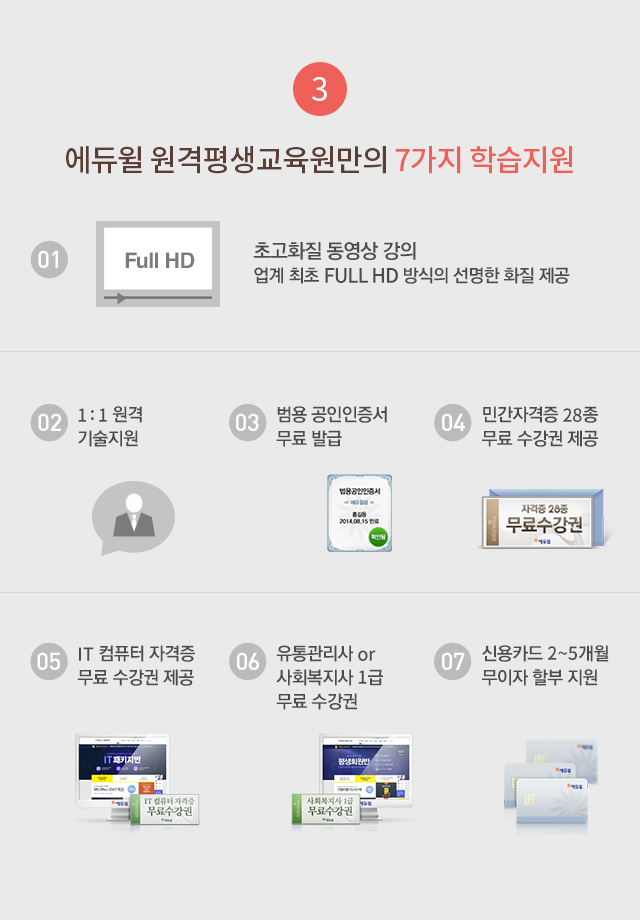 3
에듀윌 원격평생교육원만의 7가지 학습지원
01
Full HD
초고화질 동영상 강의
업계 최초 FULL HD 방식의 선명한 화질 제공
02
1 : 1 원격
기술지원
03
범용 공인인증서
무료 발급
범용공인인증서
에듀윌
홍길동
2014.08.15 만료
확인필
04
민간자격증 28종
무료 수강권 제공
자격증 28종
무료수강권
에듀윌
05
IT 컴퓨터 자격증
무료 수강권 제공
IT패키지반
MS Office 2007 특강
IT 컴퓨터 자격증
무료수강권
에듀윌
06
유통관리사 or
사회복지사 1급
무료 수강권
평생회원반
사회복지사 1급
무료수강권
에듀윌
07
신용카드 2~5개월
무이자 할부 지원
에듀윌
에듀윌